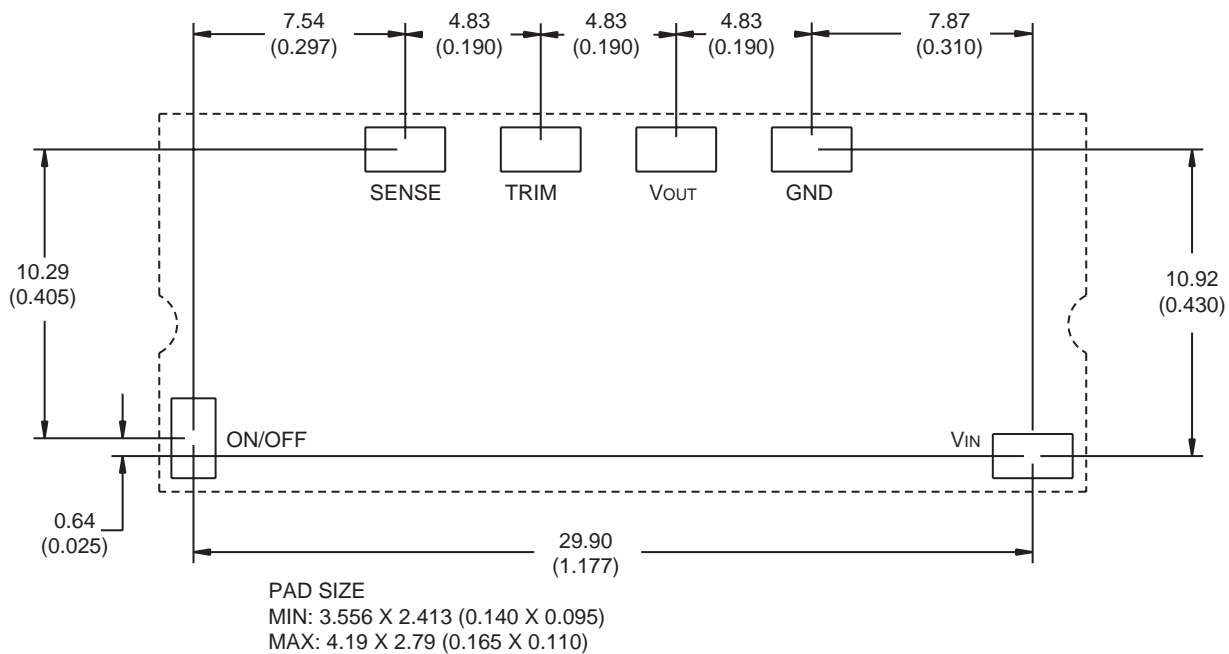 7.54
(0.297)
4.83
(0.190)
4.83
(0.190)
4.83
(0.190)
7.87
(0.310)
SENSE
TRIM
VOUT
GND
10.29
(0.405)
10.92
(0.430)
ON/OFF
VIN
0.64
(0.025)
29.90
(1.177)
PAD SIZE
MIN: 3.556 X 2.413 (0.140 X 0.095)
MAX: 4.19 X 2.79 (0.165 X 0.110)